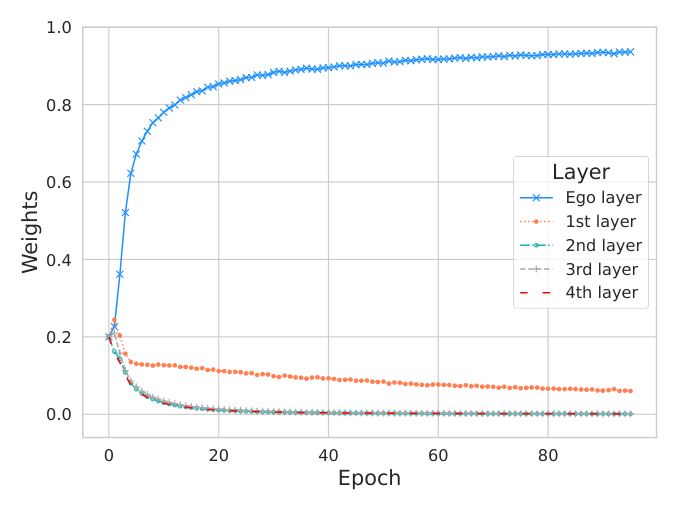 1.0
0.8
0.6
0.4
0.2
0.0
Weights
0 20 40 60 80
Epoch
Layer
Ego layer
1st layer
2nd layer
3rd layer
4th layer